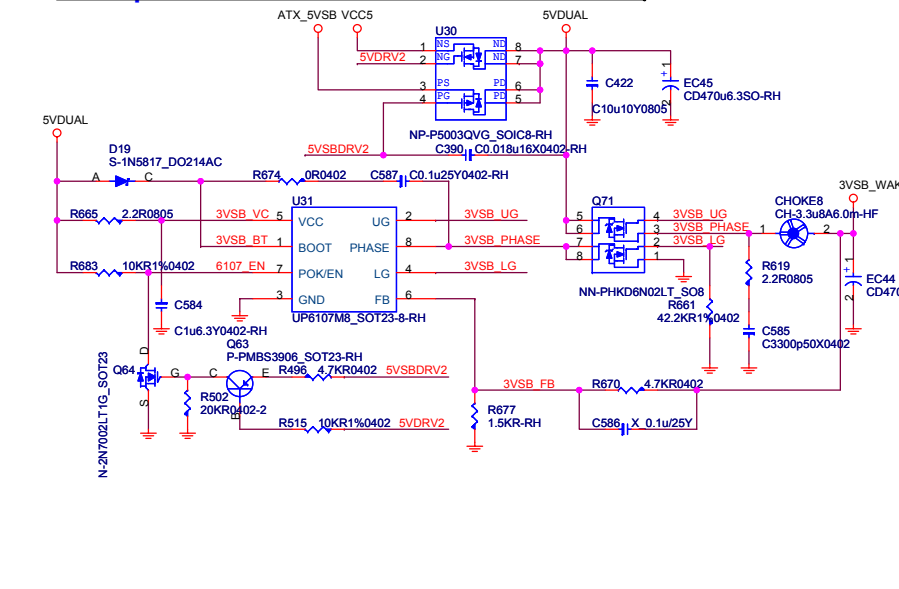 ATX_5VSB VCC5
5VDUAL
U30
NS
ND
1
8
5VDRV2
2
NG
ND
7
3
PS
PD
6
4
PG
PD
5
C422
C10u10Y0805
+
1
2
EC45
CD470u6.3SO-RH
5VDUAL
NP-P5003QVG_SOIC8-RH
5VSBDRV2
C390
C0.018u16X0402-RH
D19
S-1N5817_DO214AC
A
C
R674
0R0402
C587
C0.1u25Y0402-RH
3VSB_WAK
U31
Q71
CHOKE8
CH-3.3u8A6.0m-HF
R665
2.2R0805
3VSB_VC
5
VCC
UG
2
3VSB_UG
5
4
3VSB_UG
6
3
3VSB_PHASE
1
2
3VSB_BT
1
BOOT
PHASE
8
3VSB_PHASE
7
2
3VSB_LG
8
1
R683
10KR1%0402
6107_EN
7
POK/EN
LG
4
3VSB_LG
R619
2.2R0805
+
1
2
EC44
CD470
3
GND
FB
6
NN-PHKD6N02LT_SO8
R661
42.2KR1%0402
C584
C1u6.3Y0402-RH
UP6107M8_SOT23-8-RH
C585
C3300p50X0402
Q63
P-PMBS3906_SOT23-RH
D
Q64
G
S
N-2N7002LT1G_SOT23
C
E
B
R496
4.7KR0402
5VSBDRV2
R502
20KR0402-2
R515
10KR1%0402
5VDRV2
3VSB_FB
R670
4.7KR0402
R677
1.5KR-RH
C586
X_0.1u/25Y